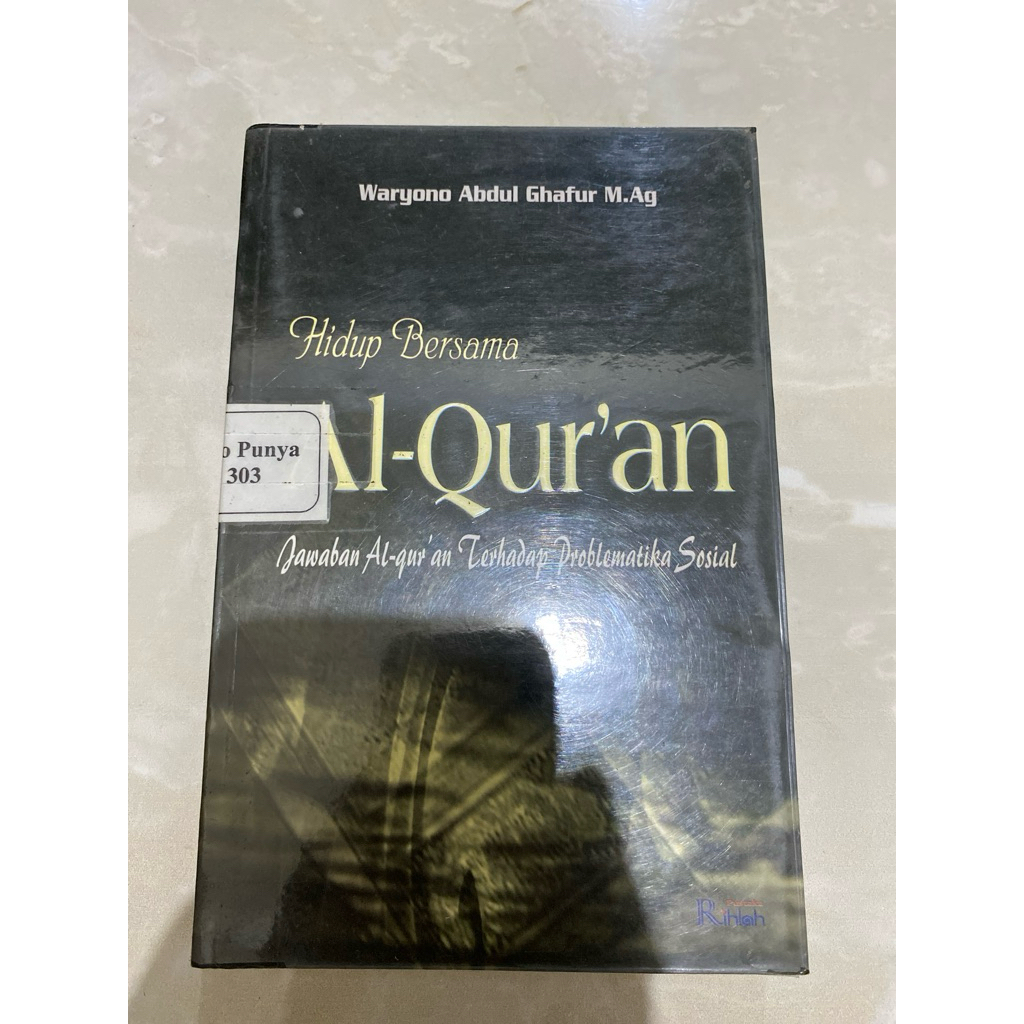 Waryono Abdul Ghafur M.Ag
Hidup Bersama
Al-Qur'an
o Punya
303
Jawaban Al-qur'an Terhadap Problematika Sosial
Rihlah